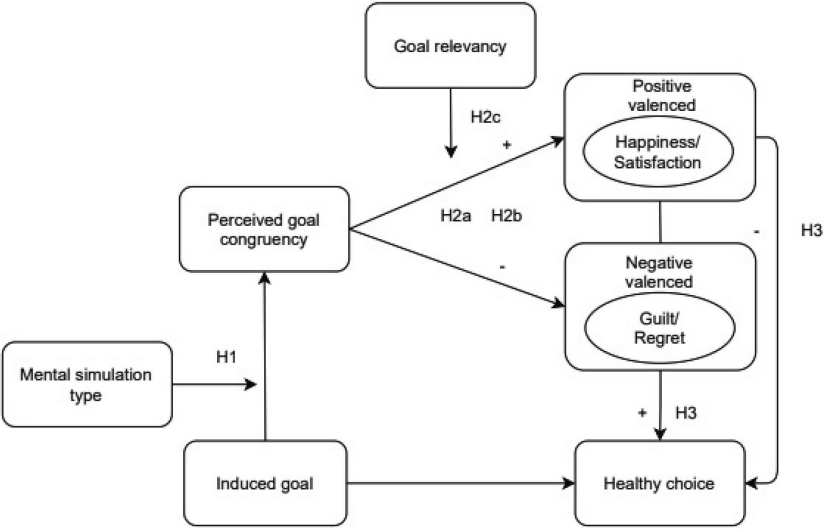 Goal relevancy
H2c
+
Positive
valenced
Happiness/
Satisfaction
Perceived goal
congruency
H2a H2b
-
-
H3
Negative
valenced
Guilt/
Regret
Mental simulation
type
H1
+ H3
Induced goal
Healthy choice